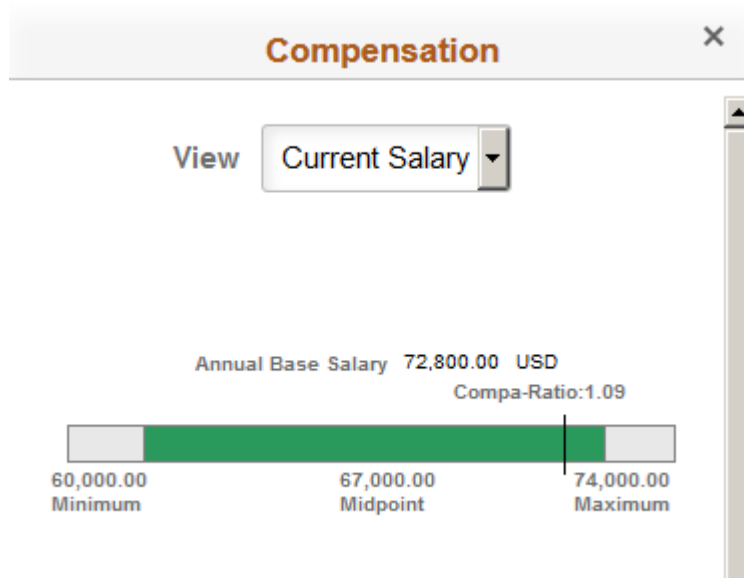 Compensation
View Current Salary
Annual Base Salary 72,800.00 USD
Compa-Ratio:1.09
60,000.00 67,000.00 74,000.00
Minimum Midpoint Maximum